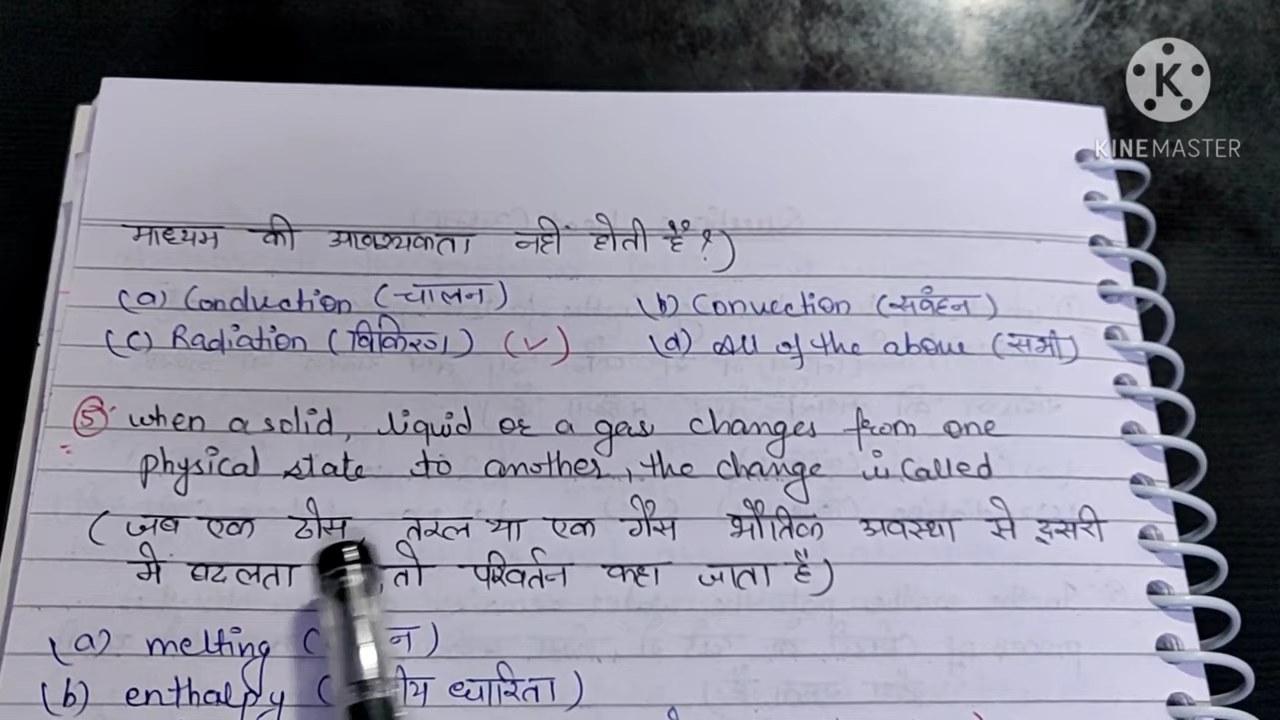 KINEMASTER
माध्यम की आवश्यकता नहीं होती है ?)
(a) Conduction (चालन) (b) Convection (संवहन)
(c) Radiation (विकिरण) (✓) (d) All of the above (सभी)
5. when a solid, liquid or a gas changes from one
physical state to another, the change is called
(जब एक ठोस, तरल या एक गैस भौतिक अवस्था से दूसरी
में बदलता , तो परिवर्तन कहा जाता है)
(a) melting ( न)
(b) enthalpy ( धारिता)